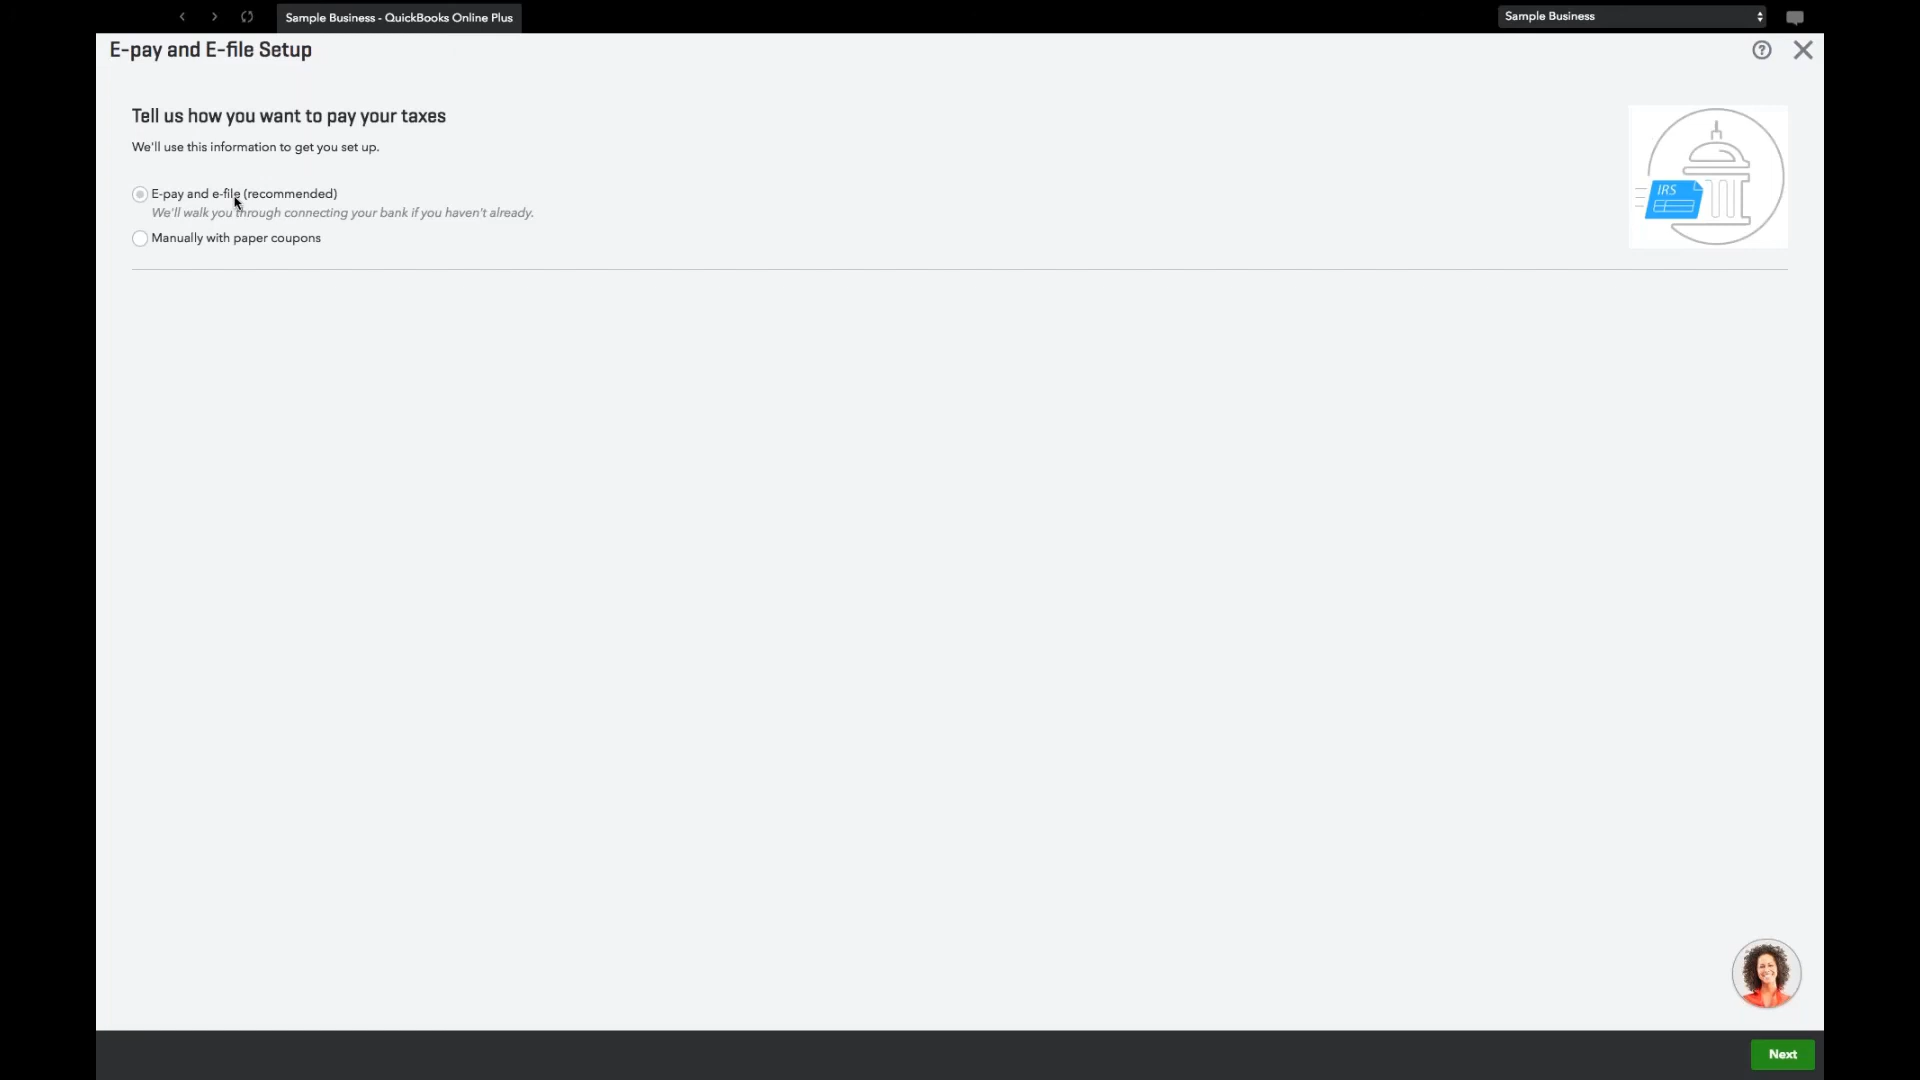 Sample Business - QuickBooks Online Plus
Sample Business
E-pay and E-file Setup
Tell us how you want to pay your taxes
We'll use this information to get you set up.
IRS
E-pay and e-file (recommended)
We'll walk you through connecting your bank if you haven't already.
Manually with paper coupons
Next